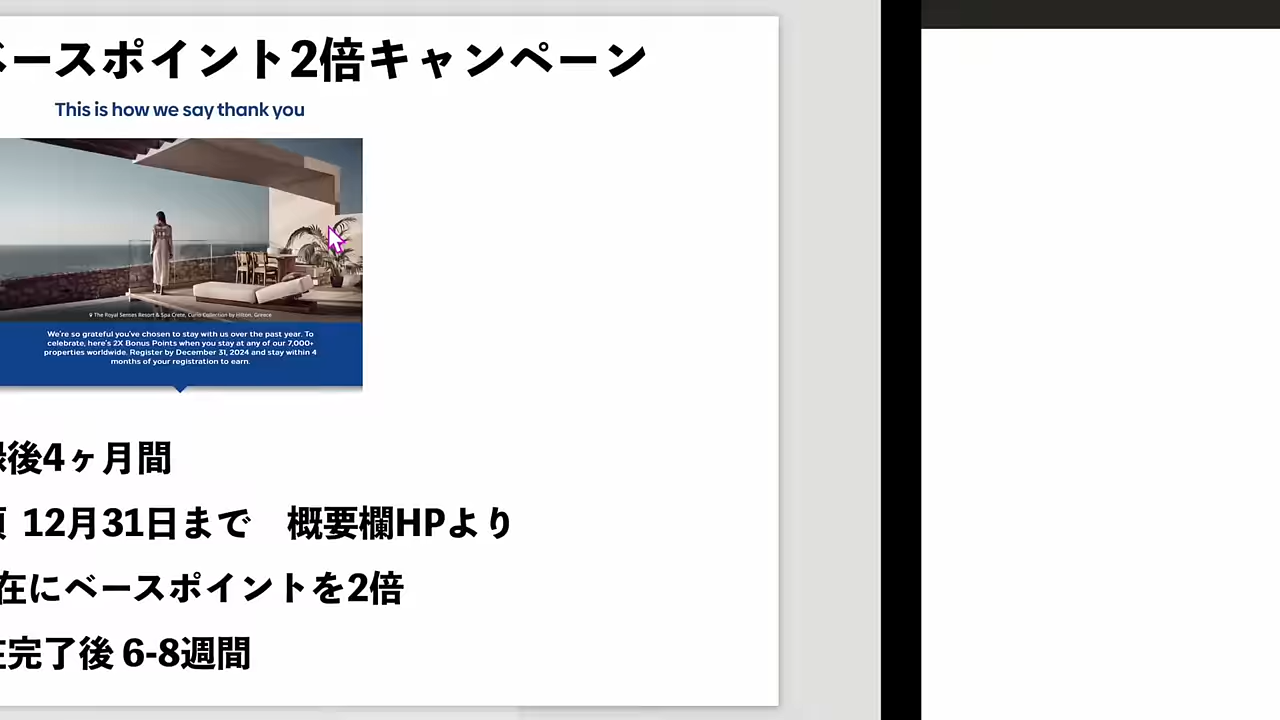 ベースポイント2倍キャンペーン
This is how we say thank you
The Royal Senses Resort & Spa Crete, Curio Collection by Hilton, Greece
We're so grateful you've chosen to stay with us over the past year. To
celebrate, here's 2X Bonus Points when you stay at any of our 7,000+
properties worldwide. Register by December 31, 2024 and stay within 4
months of your registration to earn.
録後4ヶ月間
12月31日まで 概要欄HPより
在にベースポイントを2倍
完了後 6-8週間